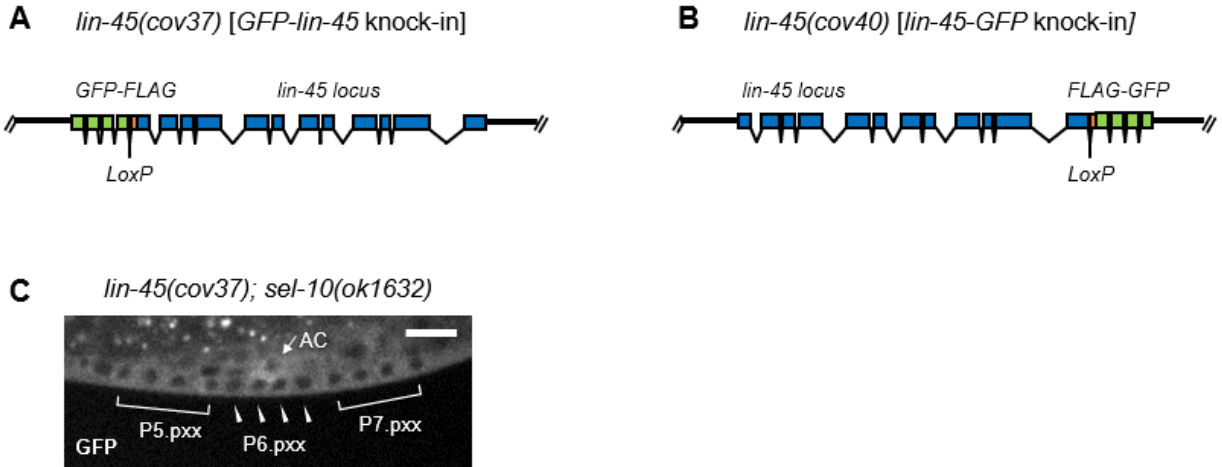 A lin-45(cov37) [GFP-lin-45 knock-in]
B lin-45(cov40) [lin-45-GFP knock-in]
GFP-FLAG lin-45 locus
LoxP
lin-45 locus FLAG-GFP
LoxP
C lin-45(cov37); sel-10(ok1632)
AC
P5.pxx P6.pxx P7.pxx
GFP